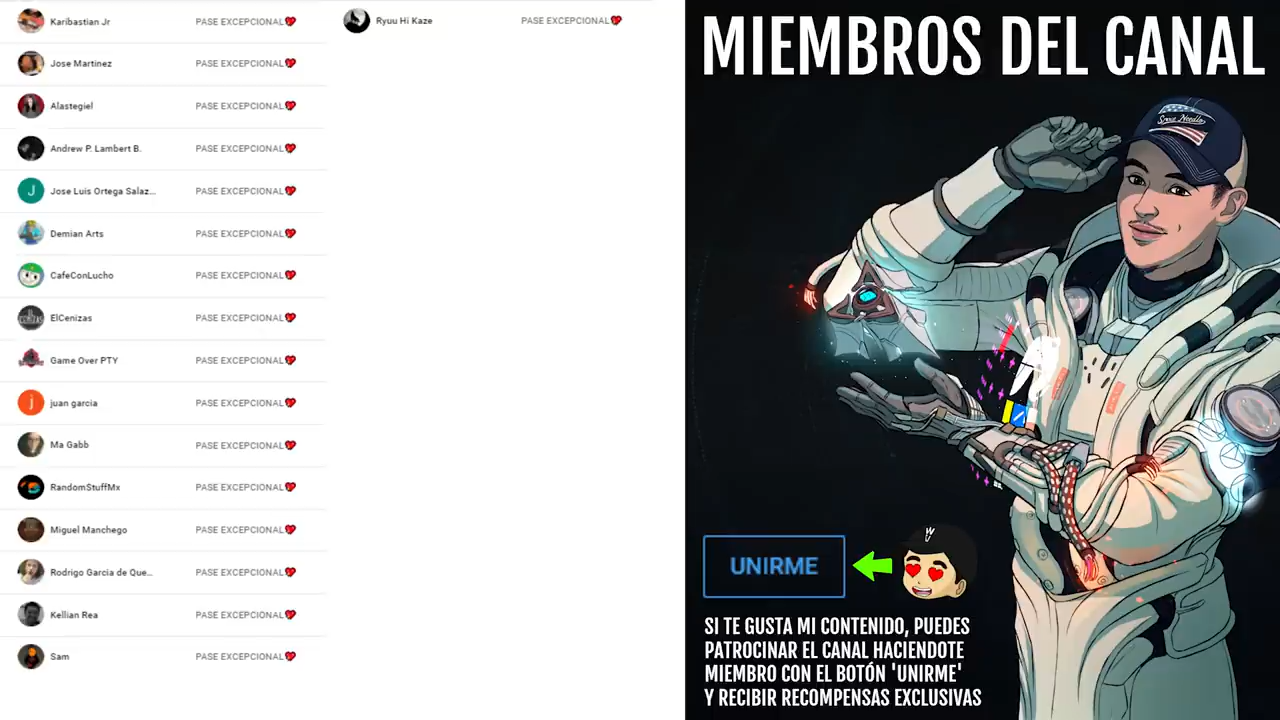 Karibastian Jr PASE EXCEPCIONAL
Jose Martinez PASE EXCEPCIONAL
Alastegiel PASE EXCEPCIONAL
Andrew P. Lambert B. PASE EXCEPCIONAL
J Jose Luis Ortega Salaz... PASE EXCEPCIONAL
Demian Arts PASE EXCEPCIONAL
CafeConLucho PASE EXCEPCIONAL
ElCenizas PASE EXCEPCIONAL
Game Over PTY PASE EXCEPCIONAL
j juan garcia PASE EXCEPCIONAL
Ma Gabb PASE EXCEPCIONAL
RandomStuffMx PASE EXCEPCIONAL
Miguel Manchego PASE EXCEPCIONAL
Rodrigo García de Que... PASE EXCEPCIONAL
Kellian Rea PASE EXCEPCIONAL
Sam PASE EXCEPCIONAL
Ryuu Hi Kaze PASE EXCEPCIONAL
MIEMBROS DEL CANAL
Space Needle
UNIRME
SI TE GUSTA MI CONTENIDO, PUEDES
PATROCINAR EL CANAL HACIENDOTE
MIEMBRO CON EL BOTÓN 'UNIRME'
Y RECIBIR RECOMPENSAS EXCLUSIVAS